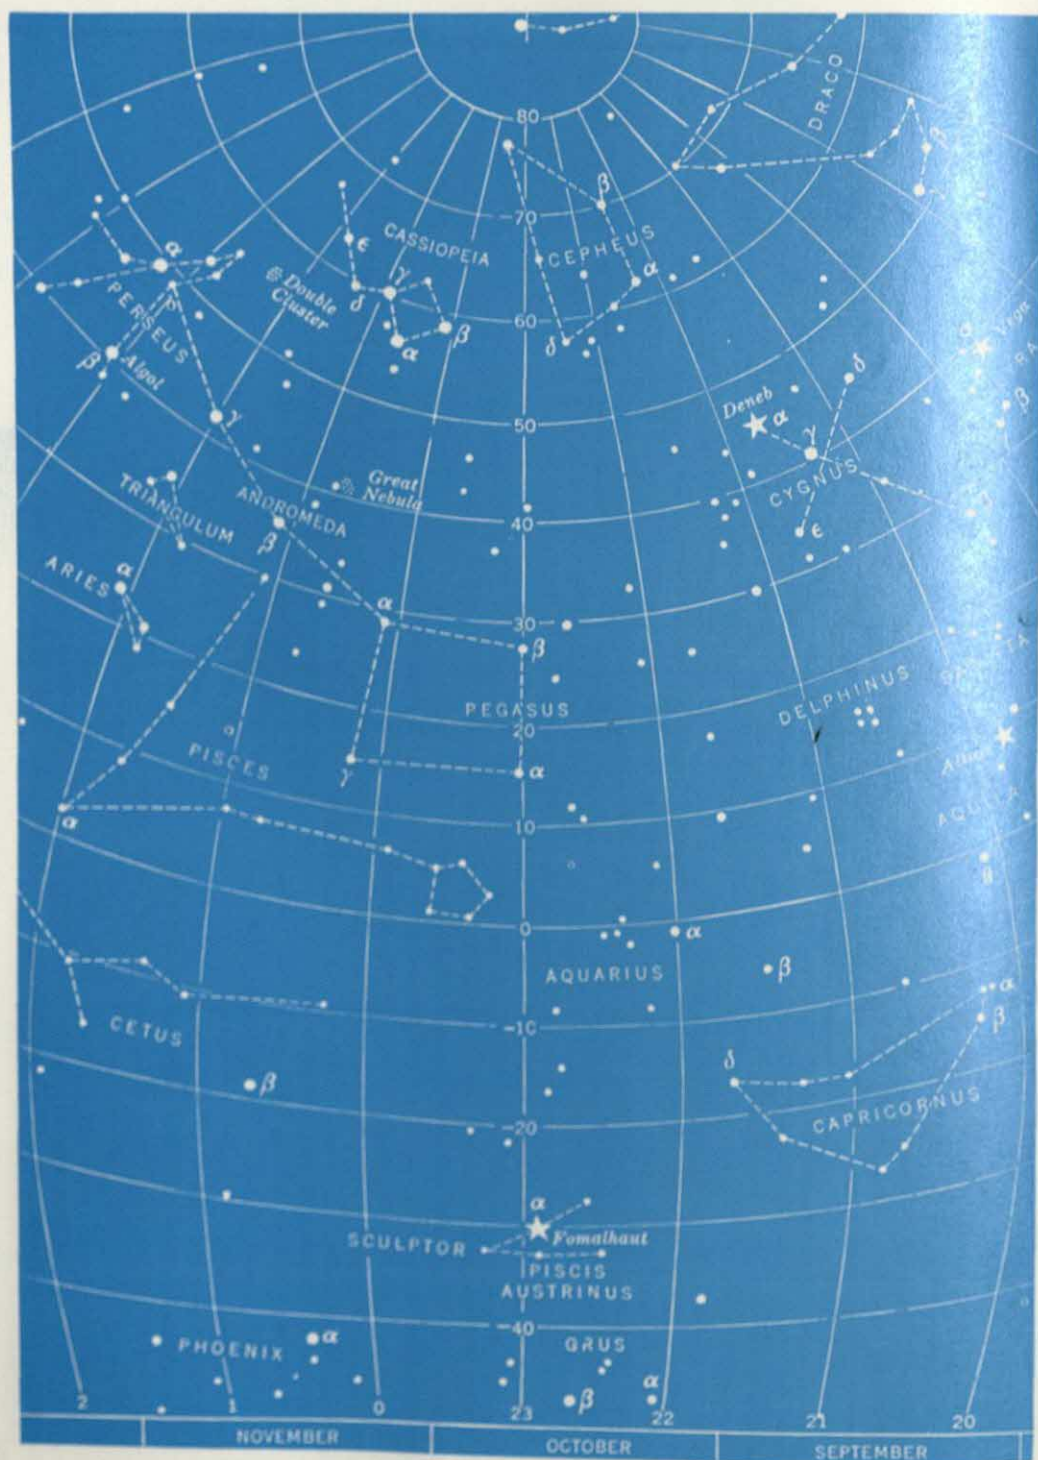 DRACO
80
β
70
CASSIOPEIA
CEPHEUS
ε
α
γ
α
Double
Cluster
δ
δ
PERSEUS
60
β
α
δ
α
Vega
β
Algol
δ
Deneb
α
β
γ
γ
50
CYGNUS
Great
Nebula
TRIANGULUM
ANDROMEDA
40
β
ε
ARIES
α
α
30
β
DELPHINUS
PEGASUS
20
PISCES
γ
α
AQUILA
α
10
0
α
AQUARIUS
β
α
-10
β
CETUS
δ
β
CAPRICORNUS
-20
α
SCULPTOR
Fomalhaut
PISCIS
AUSTRINUS
-40
PHOENIX
α
GRUS
α
β
2
1
0
23
22
21
20
NOVEMBER
OCTOBER
SEPTEMBER